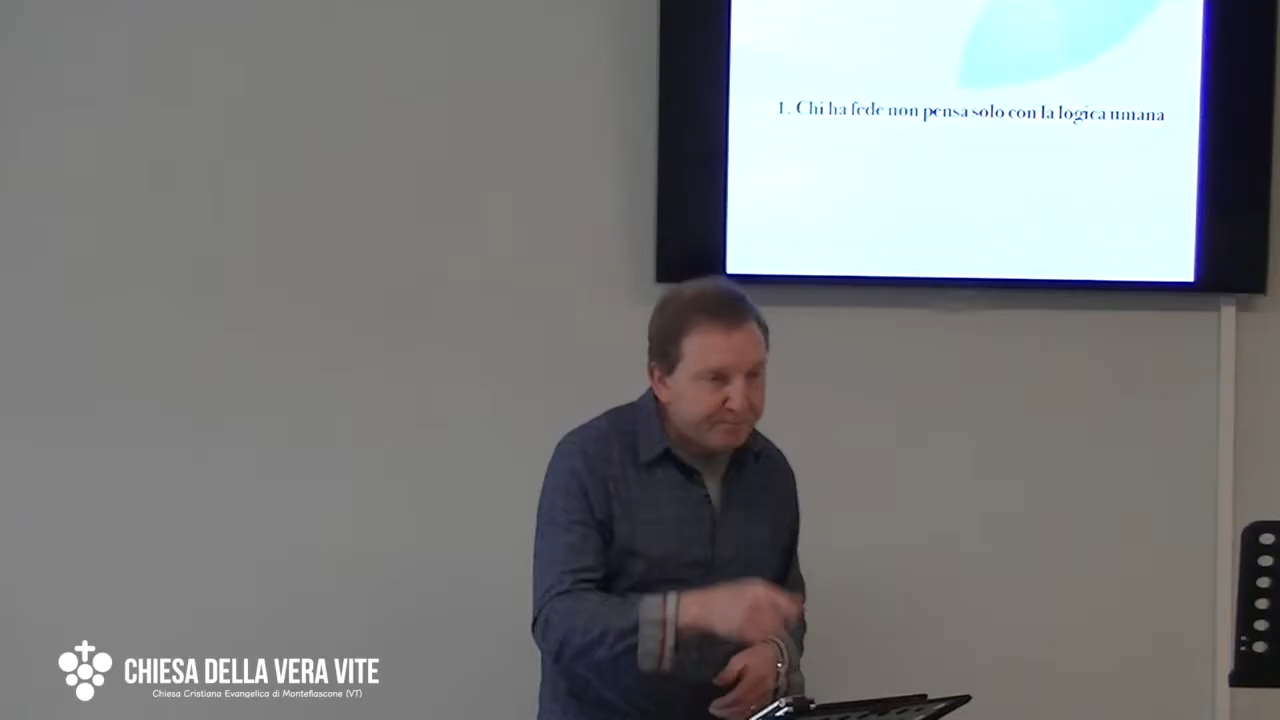 1. Chi ha fede non pensa solo con la logica umana
CHIESA DELLA VERA VITE
Chiesa Cristiana Evangelica di Montefiascone (VT)